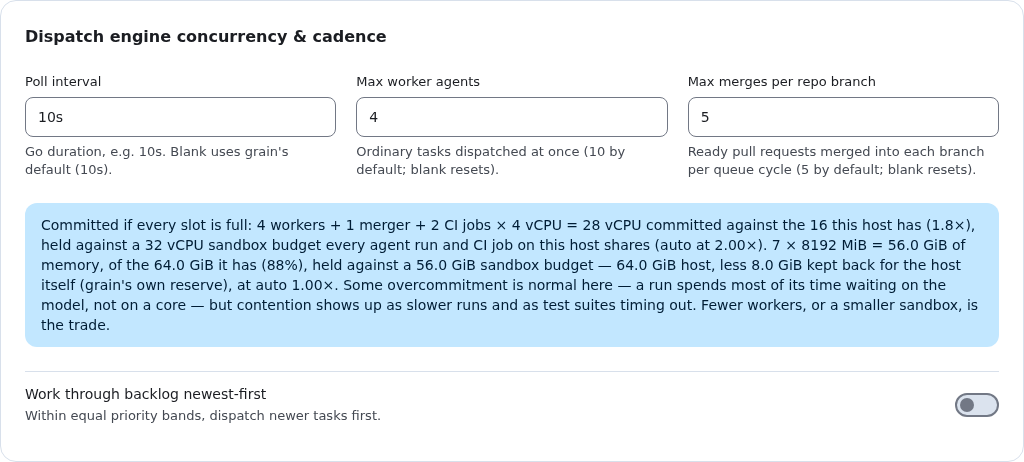 Dispatch engine concurrency & cadence
Poll interval
Max worker agents
Max merges per repo branch
10s
4
5
Go duration, e.g. 10s. Blank uses grain's
default (10s).
Ordinary tasks dispatched at once (10 by
default; blank resets).
Ready pull requests merged into each branch
per queue cycle (5 by default; blank resets).
Committed if every slot is full: 4 workers + 1 merger + 2 CI jobs × 4 vCPU = 28 vCPU committed against the 16 this host has (1.8×),
held against a 32 vCPU sandbox budget every agent run and CI job on this host shares (auto at 2.00×). 7 × 8192 MiB = 56.0 GiB of
memory, of the 64.0 GiB it has (88%), held against a 56.0 GiB sandbox budget — 64.0 GiB host, less 8.0 GiB kept back for the host
itself (grain's own reserve), at auto 1.00×. Some overcommitment is normal here — a run spends most of its time waiting on the
model, not on a core — but contention shows up as slower runs and as test suites timing out. Fewer workers, or a smaller sandbox, is
the trade.
Work through backlog newest-first
Within equal priority bands, dispatch newer tasks first.